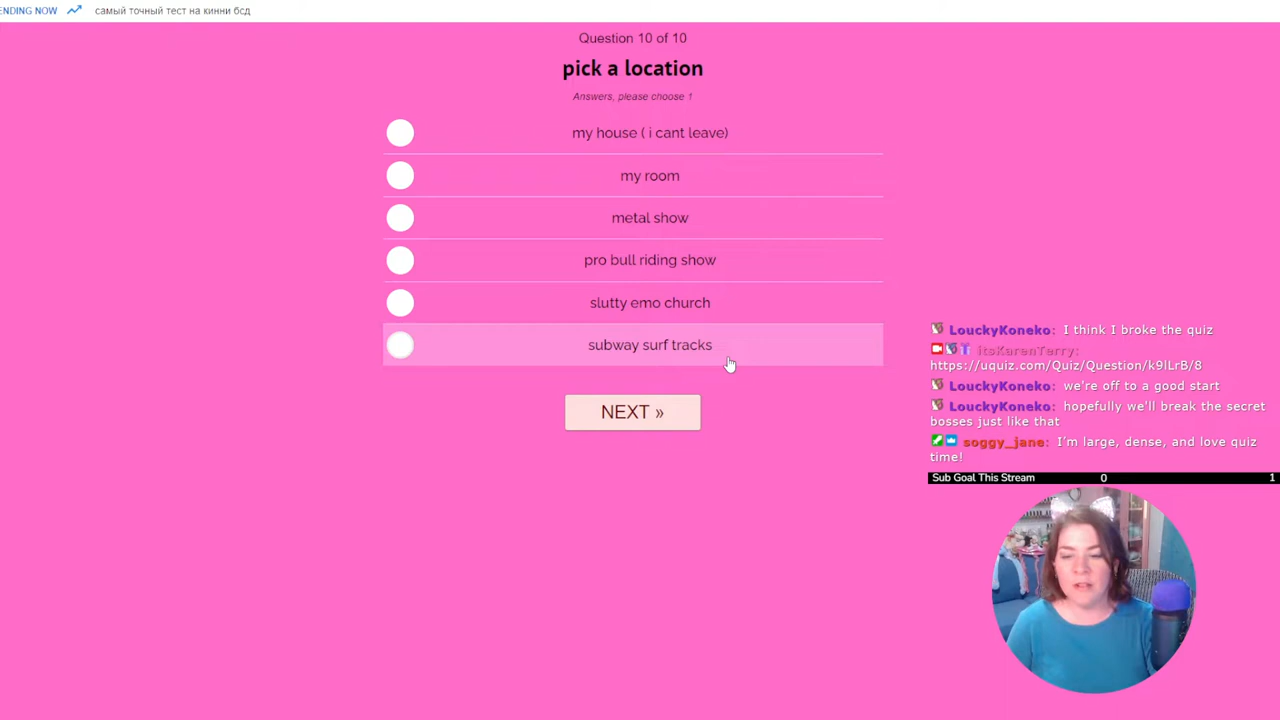 ENDING NOW самый точный тест на кинни бсд
Question 10 of 10
pick a location
Answers, please choose 1
my house ( i cant leave)
my room
metal show
pro bull riding show
slutty emo church
subway surf tracks
NEXT »
LouckyKoneko: I think I broke the quiz
itsKarenTerry:
https://uquiz.com/Quiz/Question/k9lLrB/8
LouckyKoneko: we're off to a good start
LouckyKoneko: hopefully we'll break the secret
bosses just like that
soggy_jane: I'm large, dense, and love quiz
time!
Sub Goal This Stream 0 1